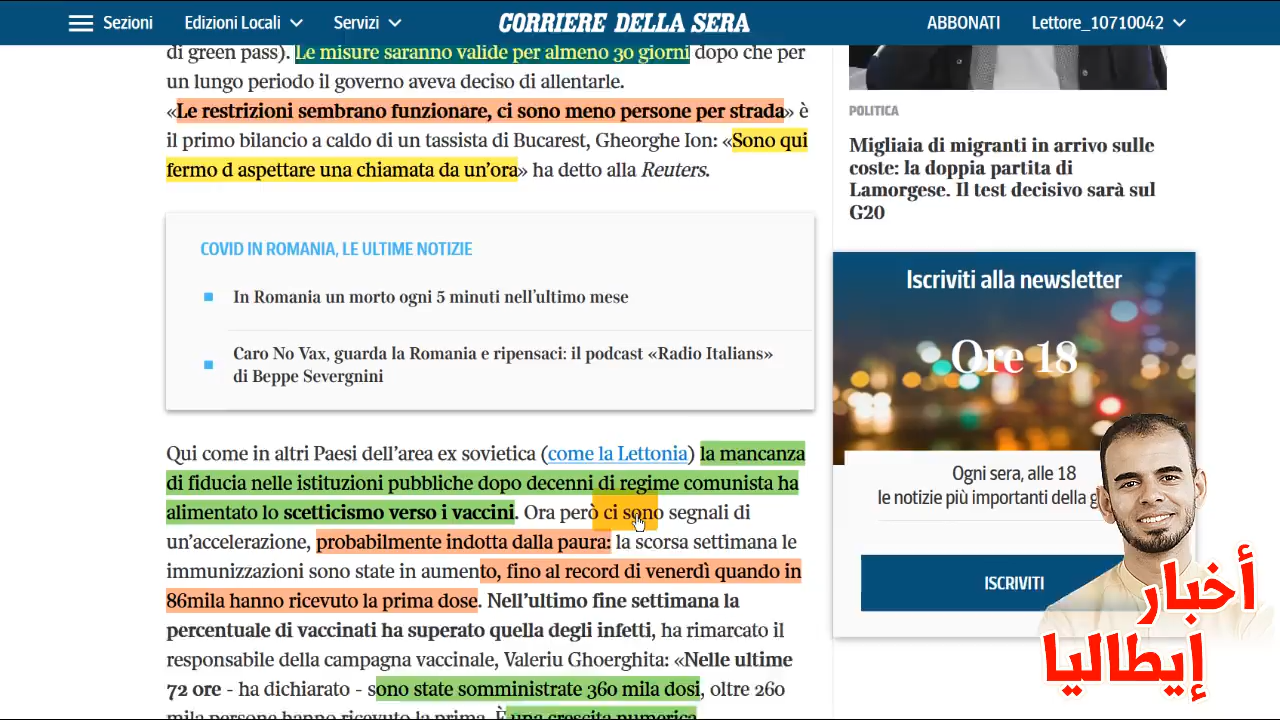 Sezioni Edizioni Locali Servizi CORRIERE DELLA SERA ABBONATI Lettore_10710042
di green pass). Le misure saranno valide per almeno 30 giorni dopo che per
un lungo periodo il governo aveva deciso di allentarle.
«Le restrizioni sembrano funzionare, ci sono meno persone per strada» è
il primo bilancio a caldo di un tassista di Bucarest, Gheorghe Ion: «Sono qui
fermo d aspettare una chiamata da un'ora» ha detto alla Reuters.
COVID IN ROMANIA, LE ULTIME NOTIZIE
In Romania un morto ogni 5 minuti nell'ultimo mese
Caro No Vax, guarda la Romania e ripensaci: il podcast «Radio Italians»
di Beppe Severgnini
Qui come in altri Paesi dell'area ex sovietica (come la Lettonia) la mancanza
di fiducia nelle istituzioni pubbliche dopo decenni di regime comunista ha
alimentato lo scetticismo verso i vaccini. Ora però ci sono segnali di
un'accelerazione, probabilmente indotta dalla paura: la scorsa settimana le
immunizzazioni sono state in aumento, fino al record di venerdì quando in
86mila hanno ricevuto la prima dose. Nell'ultimo fine settimana la
percentuale di vaccinati ha superato quella degli infetti, ha rimarcato il
responsabile della campagna vaccinale, Valeriu Ghoerghita: «Nelle ultime
72 ore - ha dichiarato - sono state somministrate 360 mila dosi, oltre 260
mila persone hanno ricevuto la prima. È una crescita numerica
POLITICA
Migliaia di migranti in arrivo sulle
coste: la doppia partita di
Lamorgese. Il test decisivo sarà sul
G20
Iscriviti alla newsletter
Ore 18
Ogni sera, alle 18
le notizie più importanti della g
ISCRIVITI
أخبار
إيطاليا